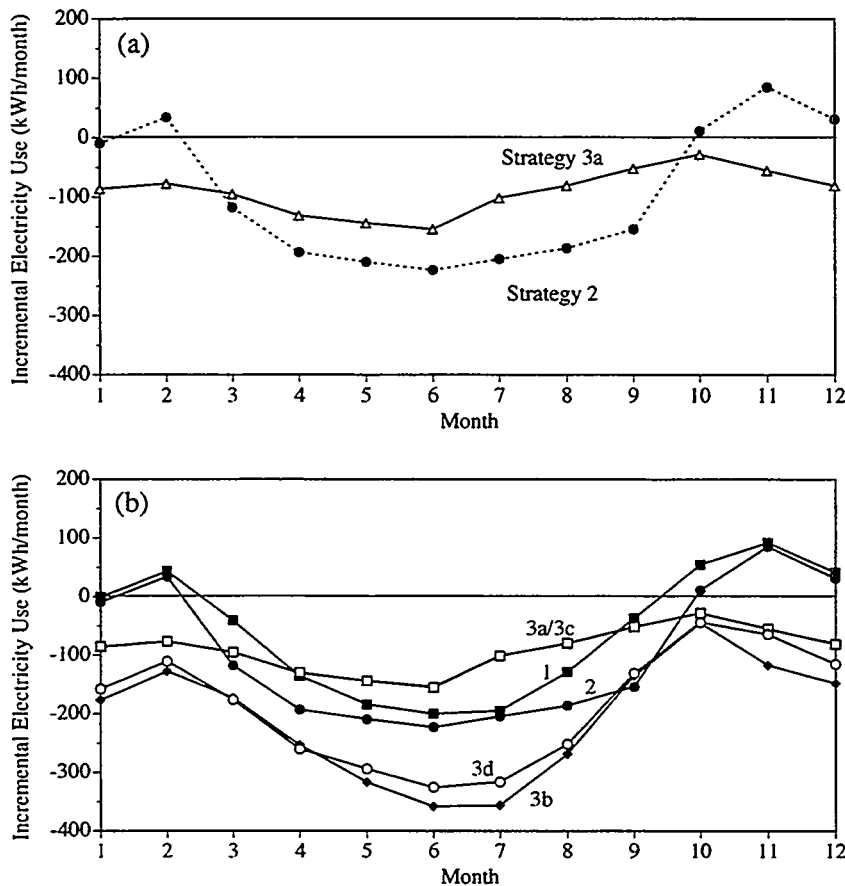 (a)
Incremental Electricity Use (kWh/month)
200
100
0
-100
-200
-300
-400
Strategy 3a
Strategy 2
1 2 3 4 5 6 7 8 9 10 11 12
Month
(b)
Incremental Electricity Use (kWh/month)
200
100
0
-100
-200
-300
-400
3a/3c
1
2
3d
3b
1 2 3 4 5 6 7 8 9 10 11 12
Month